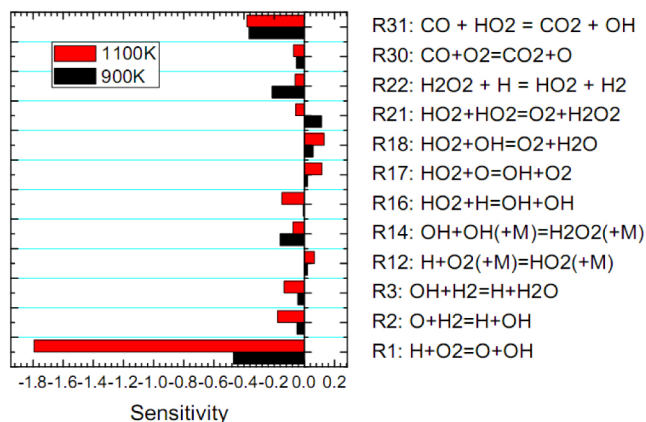 R31: CO + HO2 = CO2 + OH
R30: CO+O2=CO2+O
1100K
900K
R22: H2O2 + H = HO2 + H2
R21: HO2+HO2=O2+H2O2
R18: HO2+OH=O2+H2O
R17: HO2+O=OH+O2
R16: HO2+H=OH+OH
R14: OH+OH(+M)=H2O2(+M)
R12: H+O2(+M)=HO2(+M)
R3: OH+H2=H+H2O
R2: O+H2=H+OH
R1: H+O2=O+OH
-1.8-1.6-1.4-1.2-1.0-0.8-0.6-0.4-0.2 0.0 0.2
Sensitivity